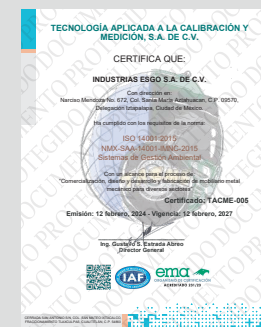 TECNOLOGÍA APLICADA A LA CALIBRACIÓN Y
MEDICIÓN, S.A. DE C.V.
CERTIFICA QUE:
INDUSTRIAS ESGO S.A. DE C.V.
Con dirección en:
Narciso Mendoza No. 672, Col. Santa María Aztahuacan, C.P. 09570,
Delegación Iztapalapa, Ciudad de México
Ha cumplido con los requisitos de la norma:
ISO 14001:2015
NMX-SAA-14001-IMNC-2015
Sistemas de Gestión Ambiental
Con un alcance para el proceso de:
"Comercialización, diseño y desarrollo y fabricación de mobiliario metal
mecánico para diversos sectores"
Certificado: TACME-005
Emisión: 12 febrero, 2024 - Vigencia: 12 febrero, 2027
Ing. Gustavo S. Estrada Abreo
Director General
IAF
ema
ORGANISMO DE CERTIFICACIÓN